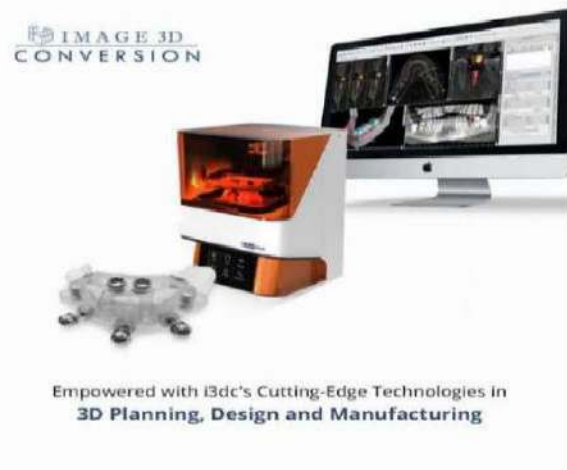 IMAGE 3D
CONVERSION
Empowered with i3dc's Cutting-Edge Technologies in
3D Planning, Design and Manufacturing